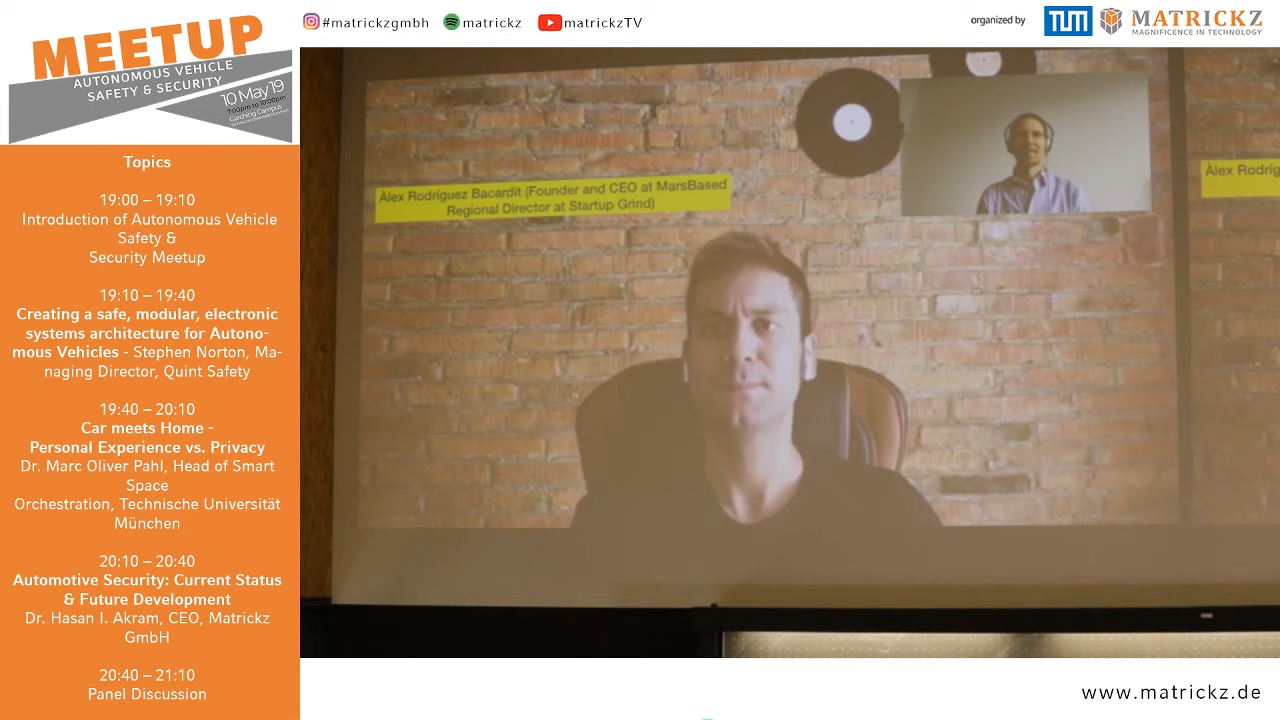 MEETUP
AUTONOMOUS VEHICLE
SAFETY & SECURITY
10 May 19
7:00pm to 10:00pm
Garching Campus
Topics
19:00 – 19:10
Introduction of Autonomous Vehicle
Safety &
Security Meetup
19:10 – 19:40
Creating a safe, modular, electronic
systems architecture for Autono-
mous Vehicles - Stephen Norton, Ma-
naging Director, Quint Safety
19:40 – 20:10
Car meets Home -
Personal Experience vs. Privacy
Dr. Marc Oliver Pahl, Head of Smart
Space
Orchestration, Technische Universität
München
20:10 – 20:40
Automotive Security: Current Status
& Future Development
Dr. Hasan I. Akram, CEO, Matrickz
GmbH
20:40 – 21:10
Panel Discussion
#matrickzgmbh matrickz matrickzTV
organized by TUM MATRICKZ
MAGNIFICENCE IN TECHNOLOGY
Àlex Rodríguez Bacardit (Founder and CEO at MarsBased
Regional Director at Startup Grind)
Àlex Rodríg
www.matrickz.de